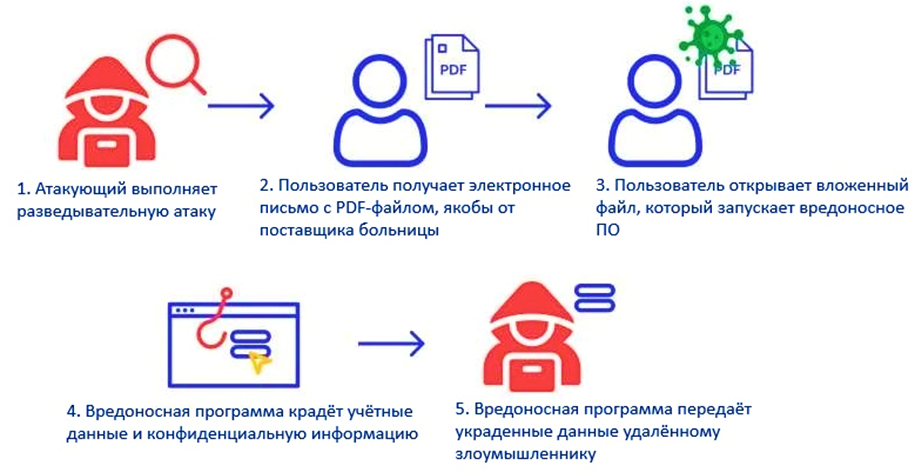 PDF
PDF
1. Атакующий выполняет
разведывательную атаку
2. Пользователь получает электронное
письмо с PDF-файлом, якобы от
поставщика больницы
3. Пользователь открывает вложенный
файл, который запускает вредоносное
ПО
4. Вредоносная программа крадёт учётные
данные и конфиденциальную информацию
5. Вредоносная программа передаёт
украденные данные удалённому
злоумышленнику